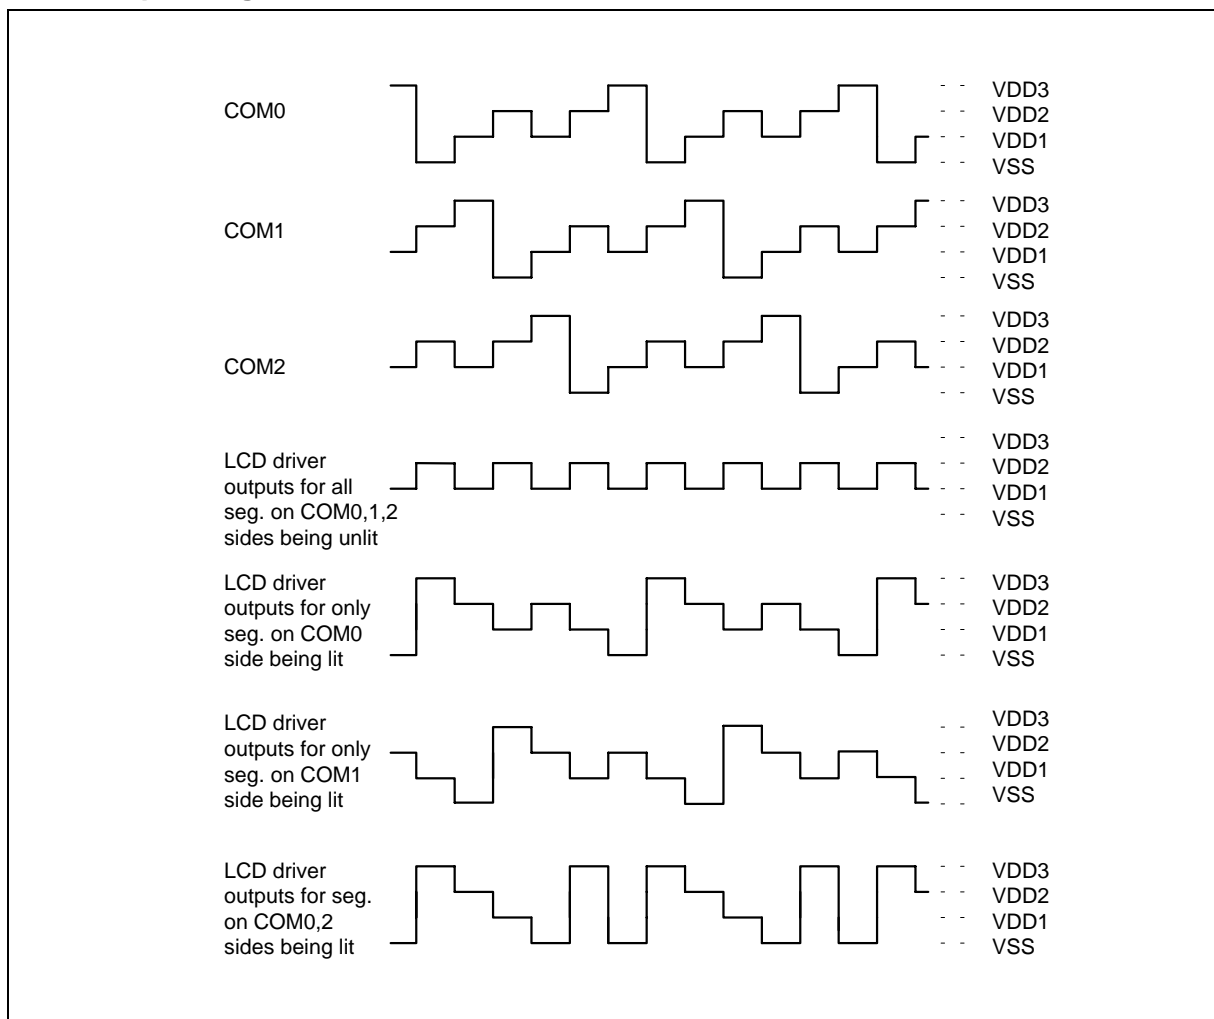 COM0
VDD3
VDD2
VDD1
VSS
COM1
VDD3
VDD2
VDD1
VSS
COM2
VDD3
VDD2
VDD1
VSS
LCD driver
outputs for all
seg. on COM0,1,2
sides being unlit
VDD3
VDD2
VDD1
VSS
LCD driver
outputs for only
seg. on COM0
side being lit
VDD3
VDD2
VDD1
VSS
LCD driver
outputs for only
seg. on COM1
side being lit
VDD3
VDD2
VDD1
VSS
LCD driver
outputs for seg.
on COM0,2
sides being lit
VDD3
VDD2
VDD1
VSS